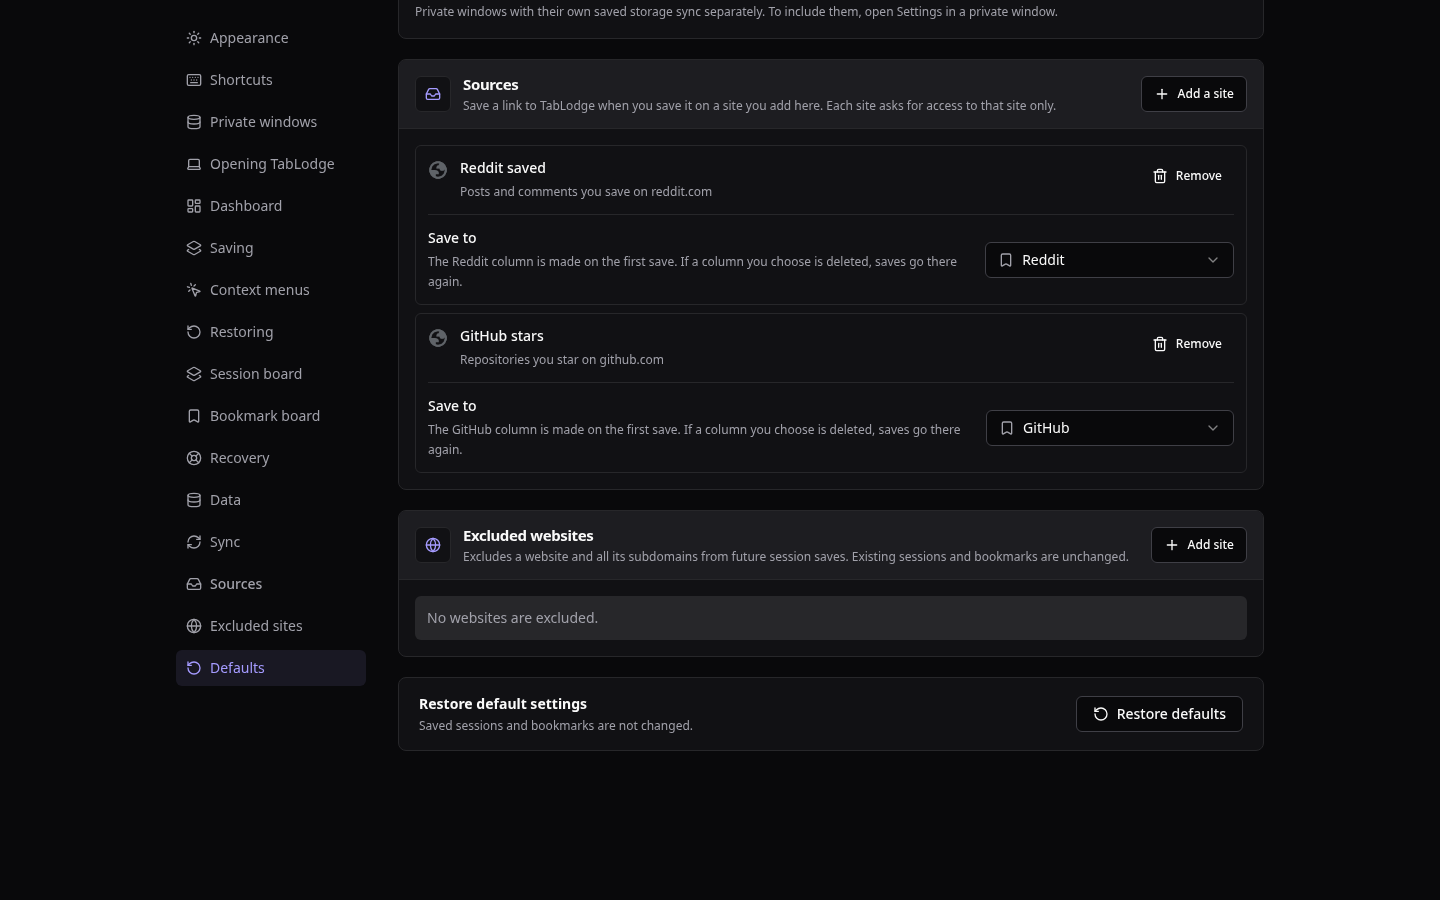 Private windows with their own saved storage sync separately. To include them, open Settings in a private window.
Appearance
Shortcuts
Private windows
Opening TabLodge
Dashboard
Saving
Context menus
Restoring
Session board
Bookmark board
Recovery
Data
Sync
Sources
Excluded sites
Defaults
Sources
Save a link to TabLodge when you save it on a site you add here. Each site asks for access to that site only.
Add a site
Reddit saved
Posts and comments you save on reddit.com
Remove
Save to
The Reddit column is made on the first save. If a column you choose is deleted, saves go there
again.
Reddit
GitHub stars
Repositories you star on github.com
Remove
Save to
The GitHub column is made on the first save. If a column you choose is deleted, saves go there
again.
GitHub
Excluded websites
Excludes a website and all its subdomains from future session saves. Existing sessions and bookmarks are unchanged.
Add site
No websites are excluded.
Restore default settings
Saved sessions and bookmarks are not changed.
Restore defaults